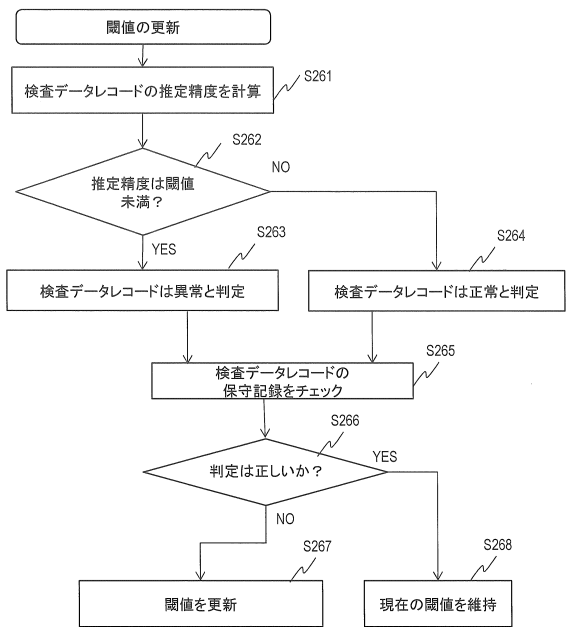 閾値の更新
S261
検査データレコードの推定精度を計算
S262
推定精度は閾値
未満？
NO
YES
S263
S264
検査データレコードは異常と判定
検査データレコードは正常と判定
S265
検査データレコードの
保守記録をチェック
S266
判定は正しいか？
YES
NO
S267
S268
閾値を更新
現在の閾値を維持